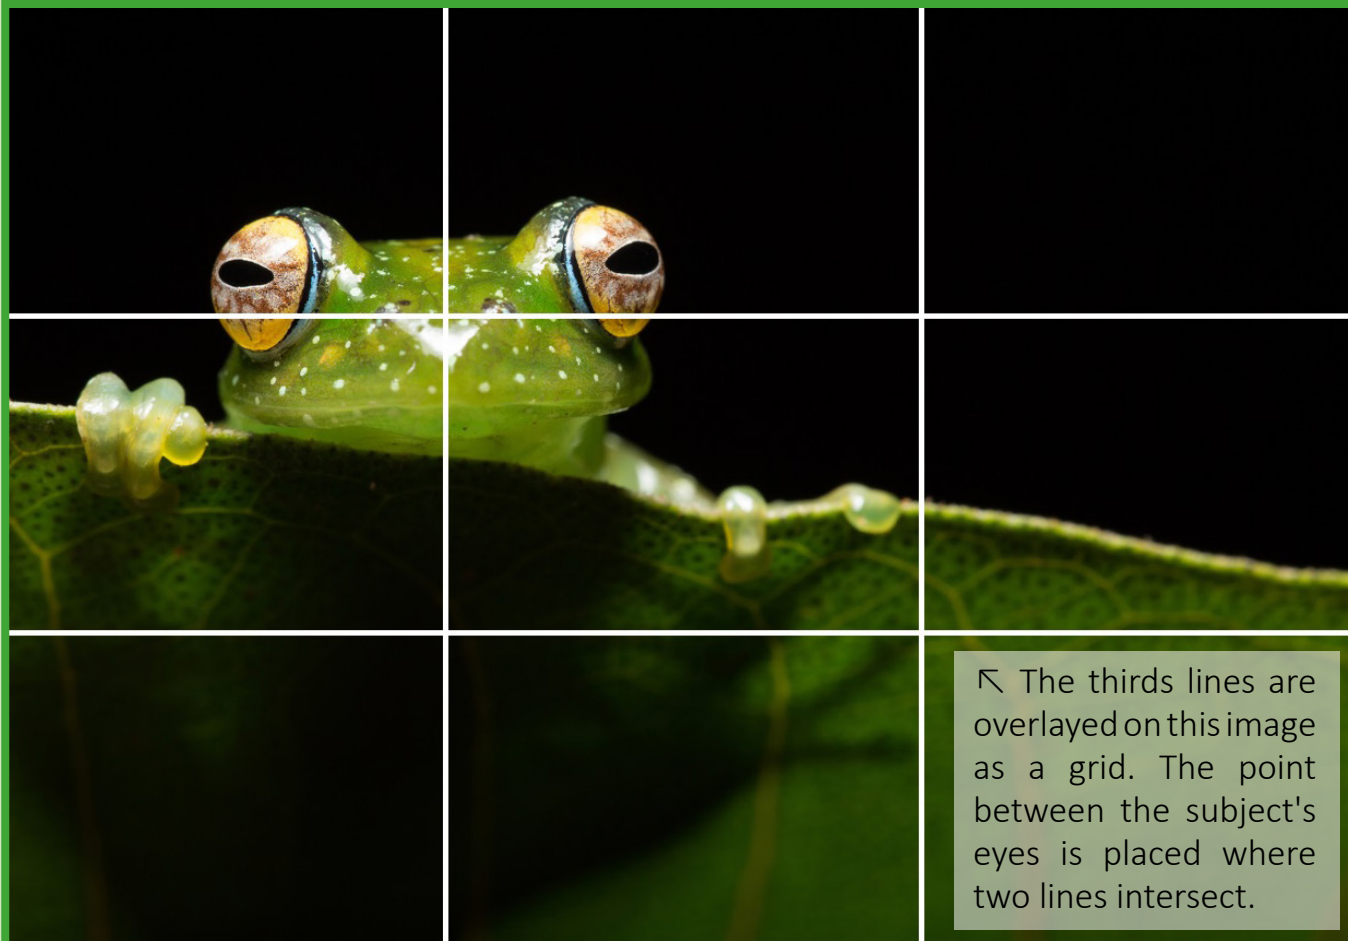 ↖ The thirds lines are
overlayed on this image
as a grid. The point
between the subject's
eyes is placed where
two lines intersect.